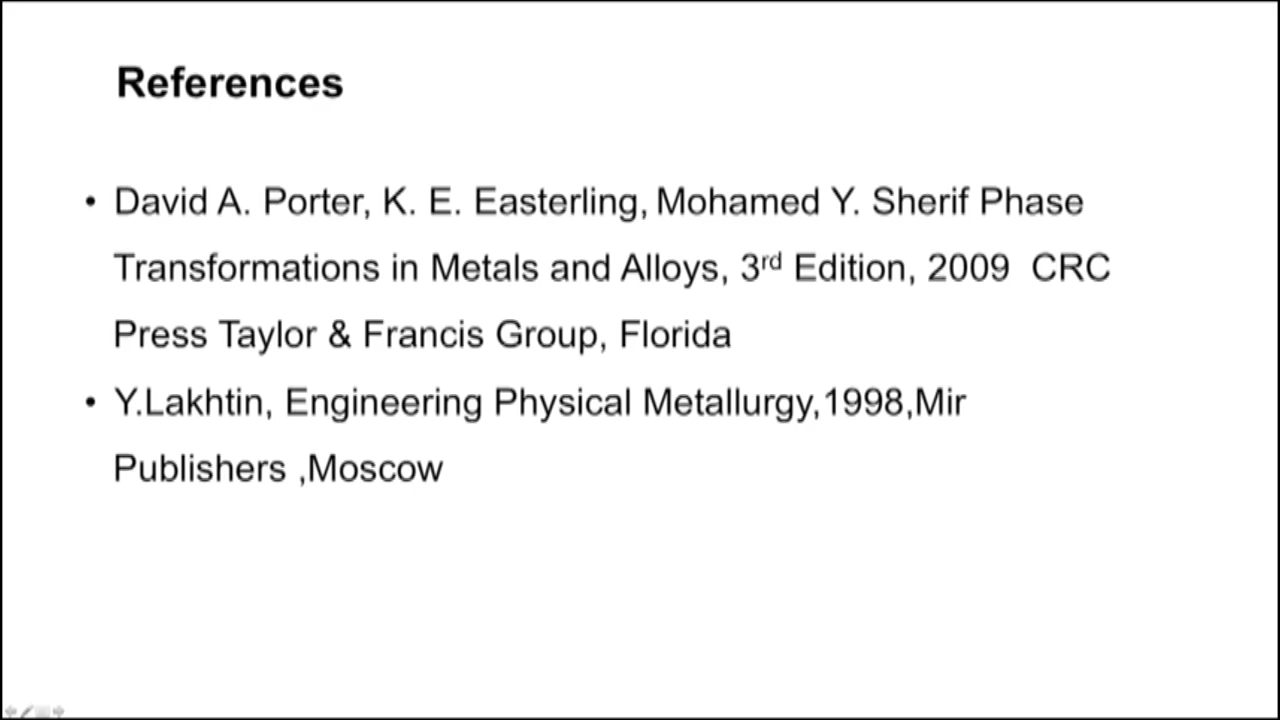 References
• David A. Porter, K. E. Easterling, Mohamed Y. Sherif Phase
Transformations in Metals and Alloys, 3rd Edition, 2009  CRC
Press Taylor & Francis Group, Florida
• Y.Lakhtin, Engineering Physical Metallurgy,1998,Mir
Publishers ,Moscow